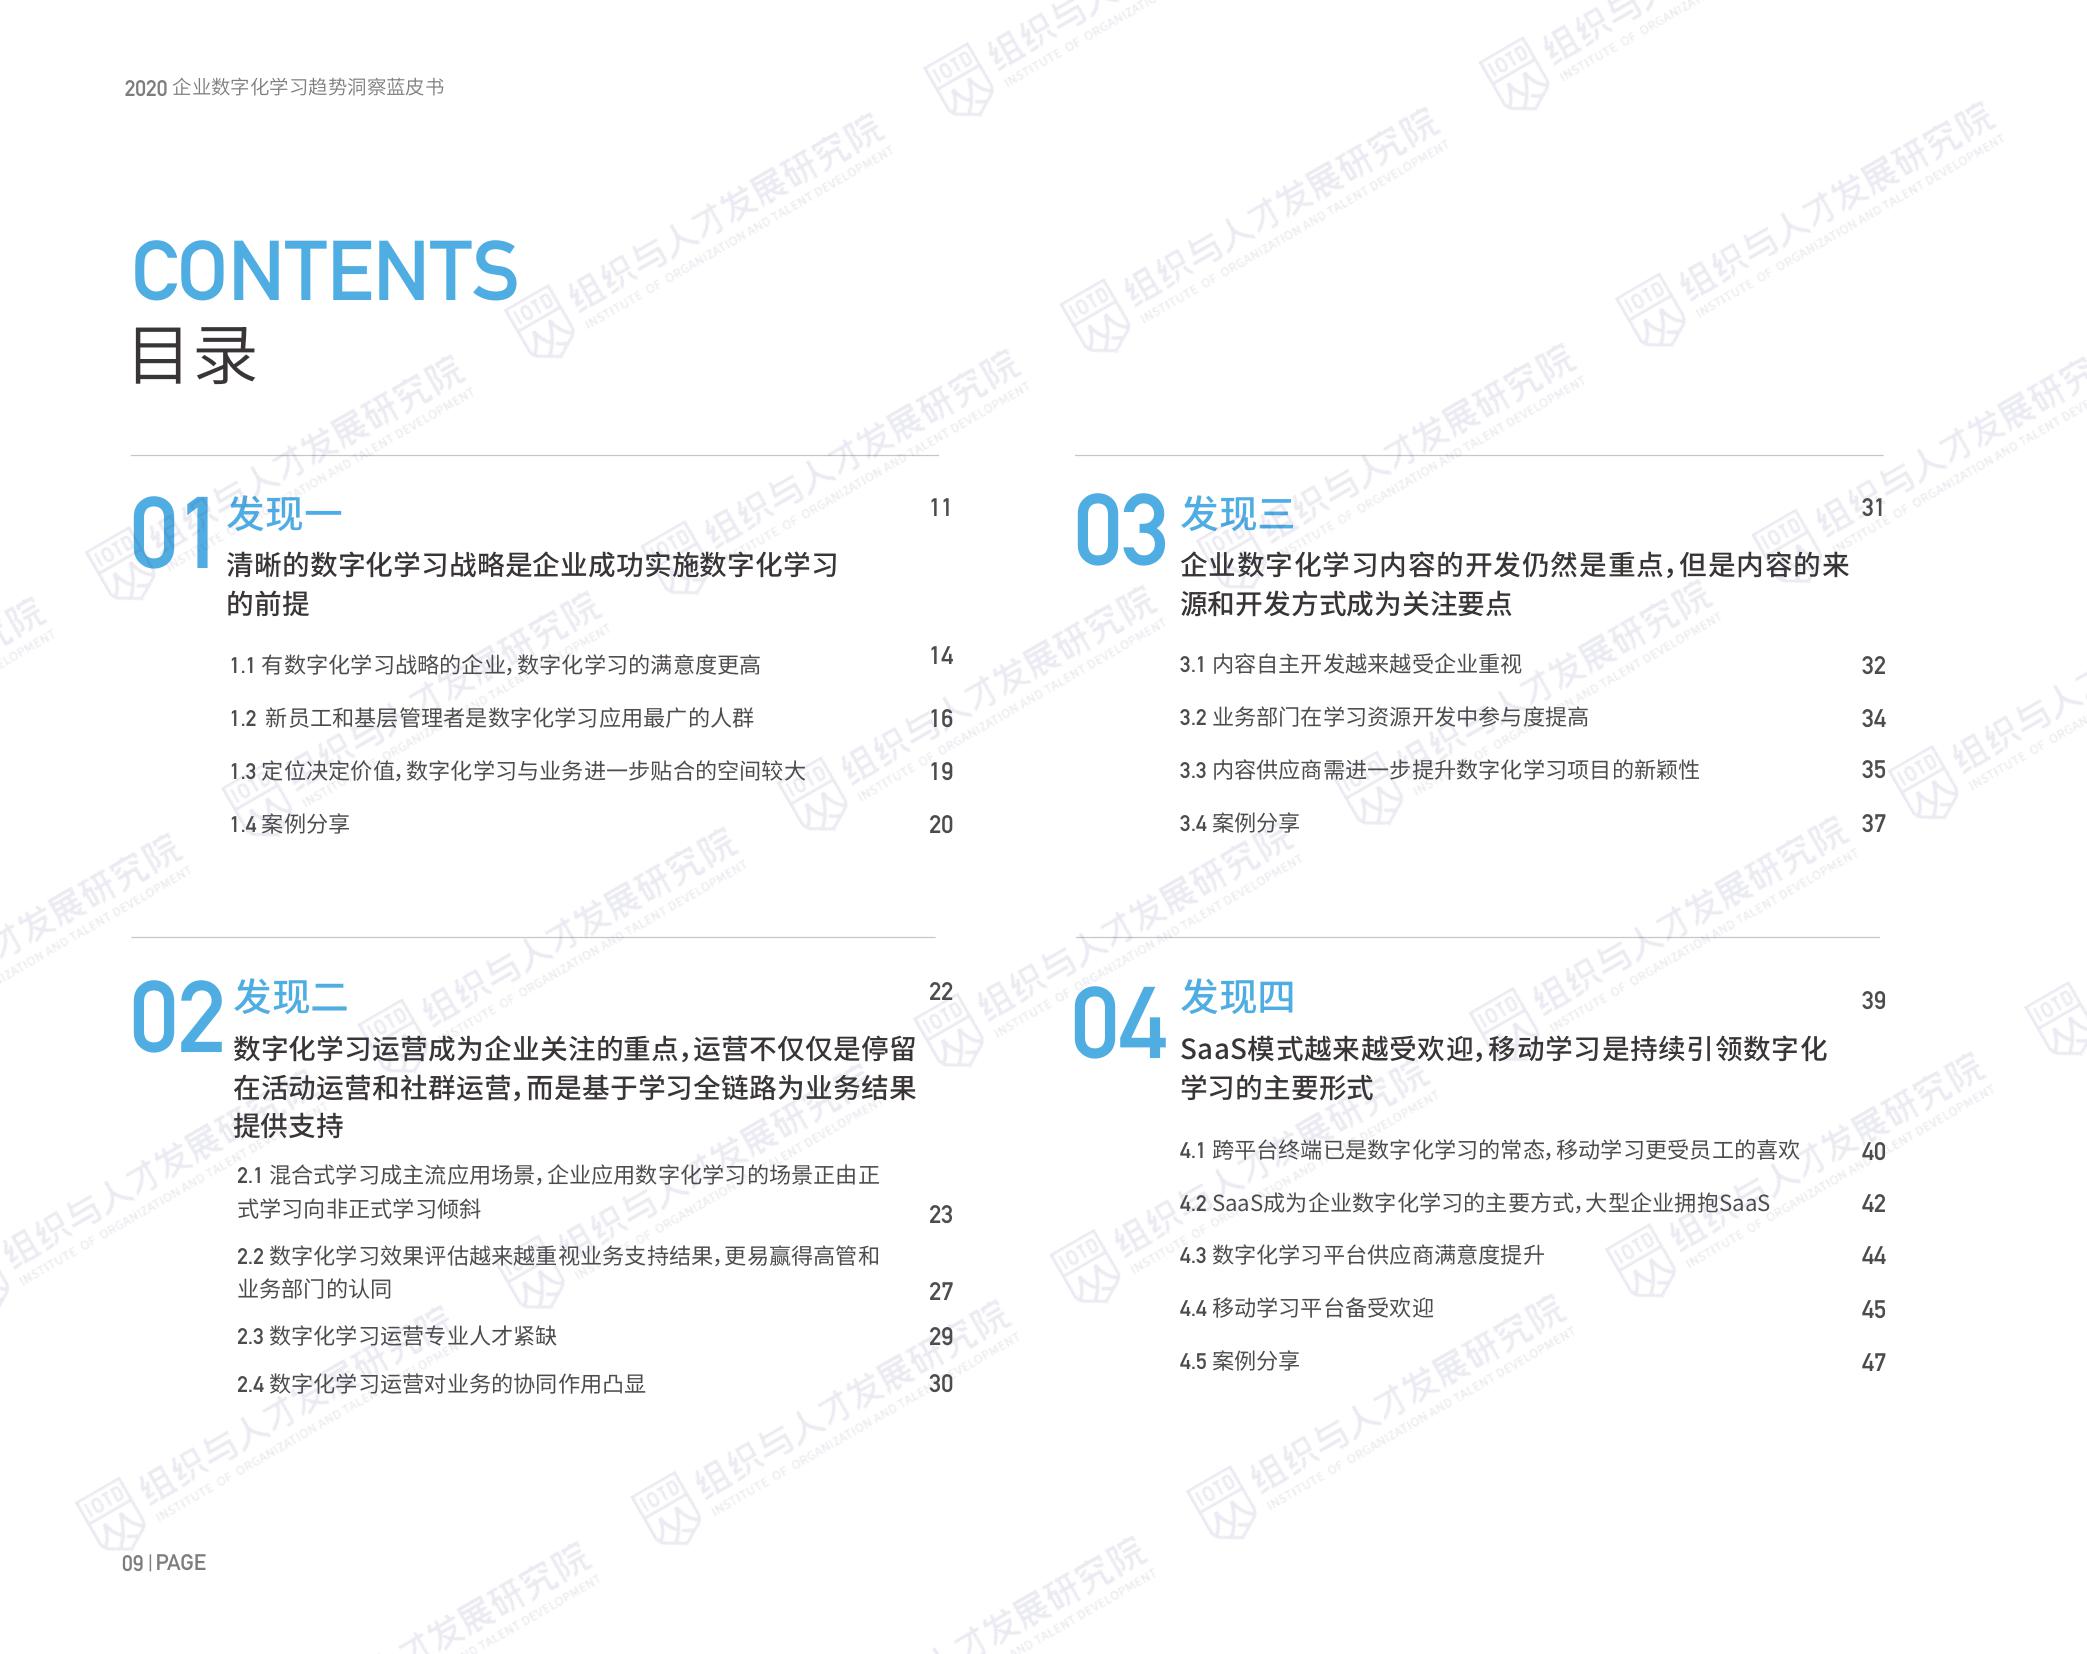 2020 企业数字化学习趋势洞察蓝皮书
CONTENTS
目录
01 发现一 11
清晰的数字化学习战略是企业成功实施数字化学习
的前提
1.1 有数字化学习战略的企业，数字化学习的满意度更高 14
1.2 新员工和基层管理者是数字化学习应用最广的人群 16
1.3 定位决定价值，数字化学习与业务进一步贴合的空间较大 19
1.4 案例分享 20
02 发现二 22
数字化学习运营成为企业关注的重点，运营不仅仅是停留
在活动运营和社群运营，而是基于学习全链路为业务结果
提供支持
2.1 混合式学习成主流应用场景，企业应用数字化学习的场景正由正
式学习向非正式学习倾斜 23
2.2 数字化学习效果评估越来越重视业务支持结果，更易赢得高管和
业务部门的认同 27
2.3 数字化学习运营专业人才紧缺 29
2.4 数字化学习运营对业务的协同作用凸显 30
03 发现三 31
企业数字化学习内容的开发仍然是重点，但是内容的来
源和开发方式成为关注要点
3.1 内容自主开发越来越受企业重视 32
3.2 业务部门在学习资源开发中参与度提高 34
3.3 内容供应商需进一步提升数字化学习项目的新颖性 35
3.4 案例分享 37
04 发现四 39
SaaS模式越来越受欢迎，移动学习是持续引领数字化
学习的主要形式
4.1 跨平台终端已是数字化学习的常态，移动学习更受员工的喜欢 40
4.2 SaaS成为企业数字化学习的主要方式，大型企业拥抱SaaS 42
4.3 数字化学习平台供应商满意度提升 44
4.4 移动学习平台备受欢迎 45
4.5 案例分享 47
09 | PAGE
IOTD 组织与人才发展研究院
INSTITUTE OF ORGANIZATION AND TALENT DEVELOPMENT